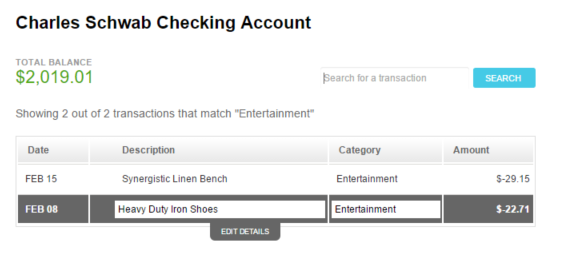 Charles Schwab Checking Account
TOTAL BALANCE
$2,019.01
Search for a transaction SEARCH
Showing 2 out of 2 transactions that match "Entertainment"
Date Description Category Amount
FEB 15 Synergistic Linen Bench Entertainment $-29.15
FEB 08 Heavy Duty Iron Shoes Entertainment $-22.71
EDIT DETAILS